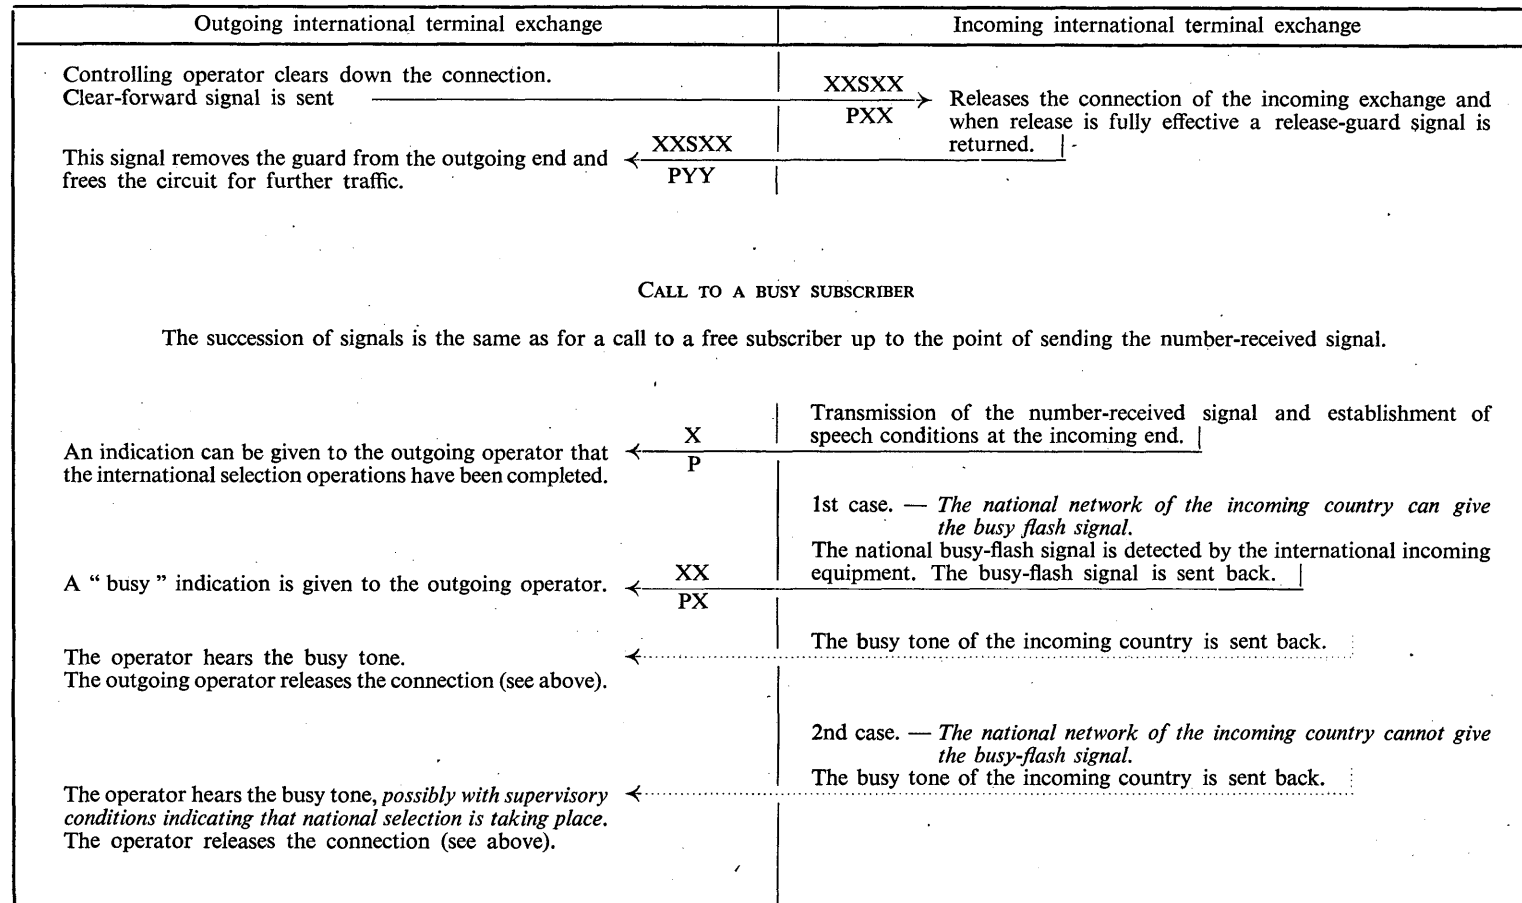 Outgoing international terminal exchange
Incoming international terminal exchange
Controlling operator clears down the connection.
Clear-forward signal is sent
XXSXX
PXX
Releases the connection of the incoming exchange and
when release is fully effective a release-guard signal is
returned.
XXSXX
PYY
This signal removes the guard from the outgoing end and
frees the circuit for further traffic.
CALL TO A BUSY SUBSCRIBER
The succession of signals is the same as for a call to a free subscriber up to the point of sending the number-received signal.
Transmission of the number-received signal and establishment of
speech conditions at the incoming end.
X
P
An indication can be given to the outgoing operator that
the international selection operations have been completed.
1st case. — The national network of the incoming country can give
the busy flash signal.
The national busy-flash signal is detected by the international incoming
equipment. The busy-flash signal is sent back.
XX
PX
A “ busy ” indication is given to the outgoing operator.
The busy tone of the incoming country is sent back.
The operator hears the busy tone.
The outgoing operator releases the connection (see above).
2nd case. — The national network of the incoming country cannot give
the busy-flash signal.
The busy tone of the incoming country is sent back.
The operator hears the busy tone, possibly with supervisory
conditions indicating that national selection is taking place.
The operator releases the connection (see above).